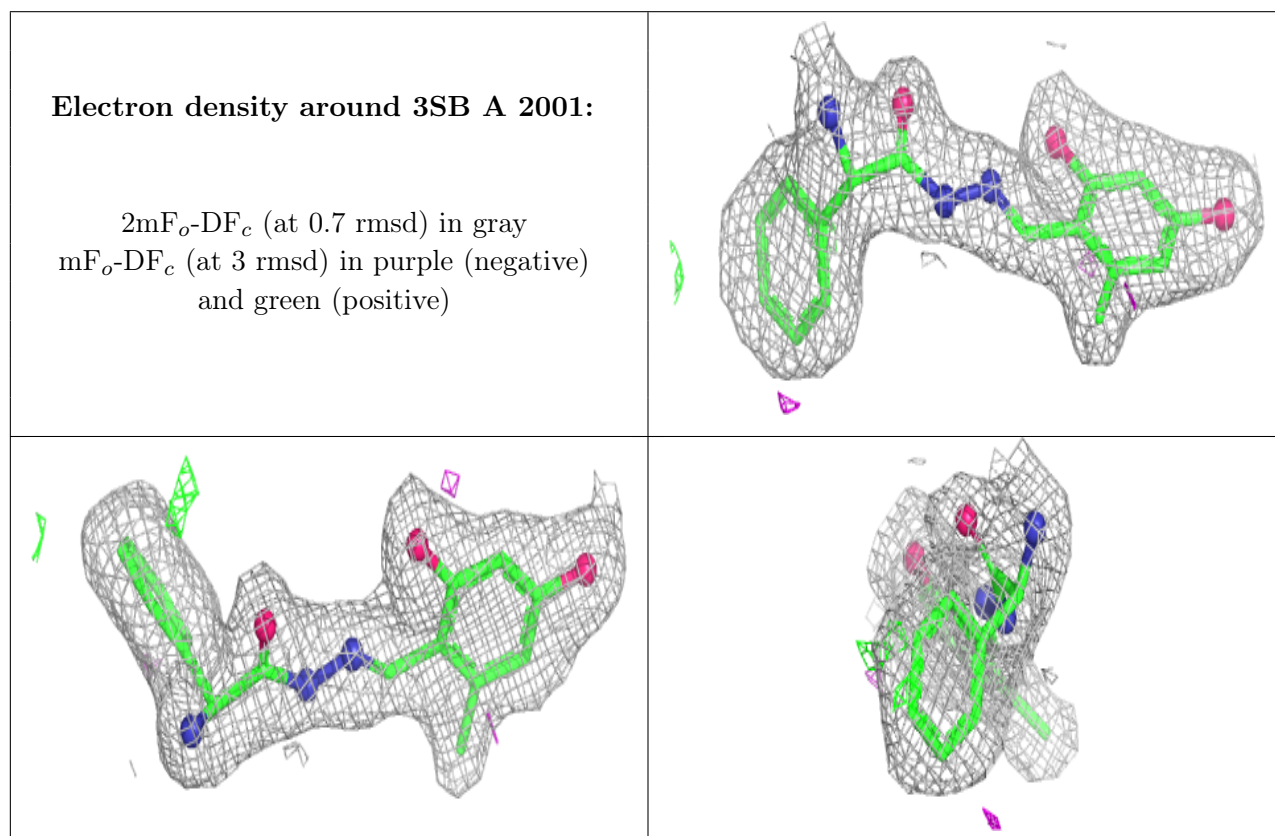 Electron density around 3SB A 2001:
2mFo-DFc (at 0.7 rmsd) in gray
mFo-DFc (at 3 rmsd) in purple (negative)
and green (positive)